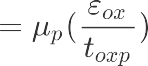 = μ_p(ε_ox / t_oxp)